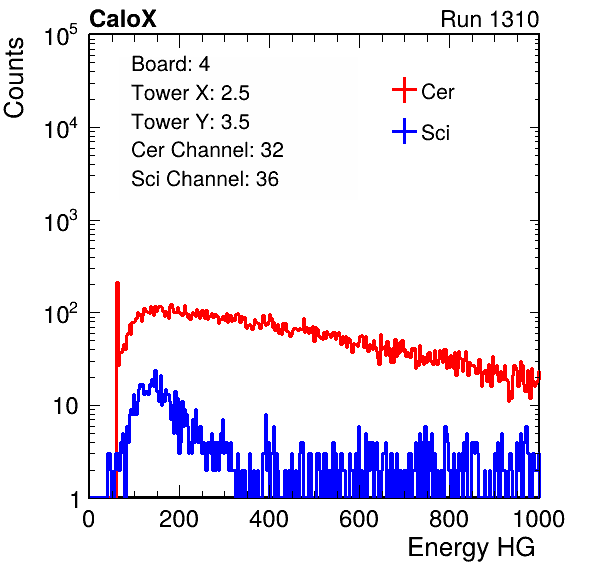 CaloX Run 1310
Counts
10^5
10^4
10^3
10^2
10
1
Board: 4
Tower X: 2.5
Tower Y: 3.5
Cer Channel: 32
Sci Channel: 36
Cer
Sci
0 200 400 600 800 1000
Energy HG